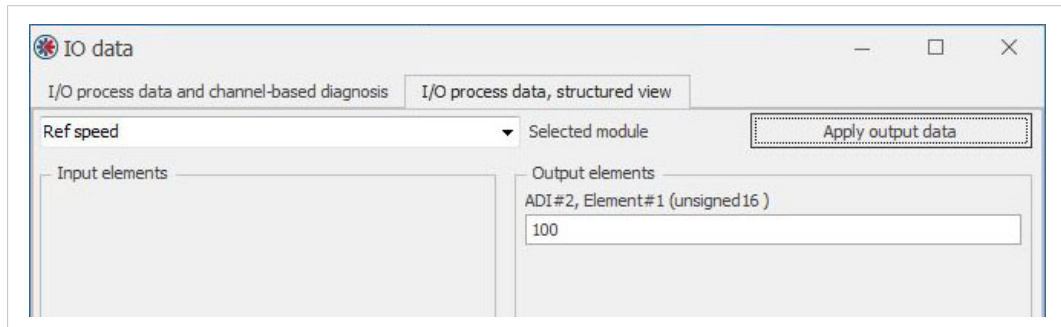 IO data
I/O process data and channel-based diagnosis I/O process data, structured view
Ref speed Selected module Apply output data
Input elements Output elements
ADI#2, Element#1 (unsigned16 )
100